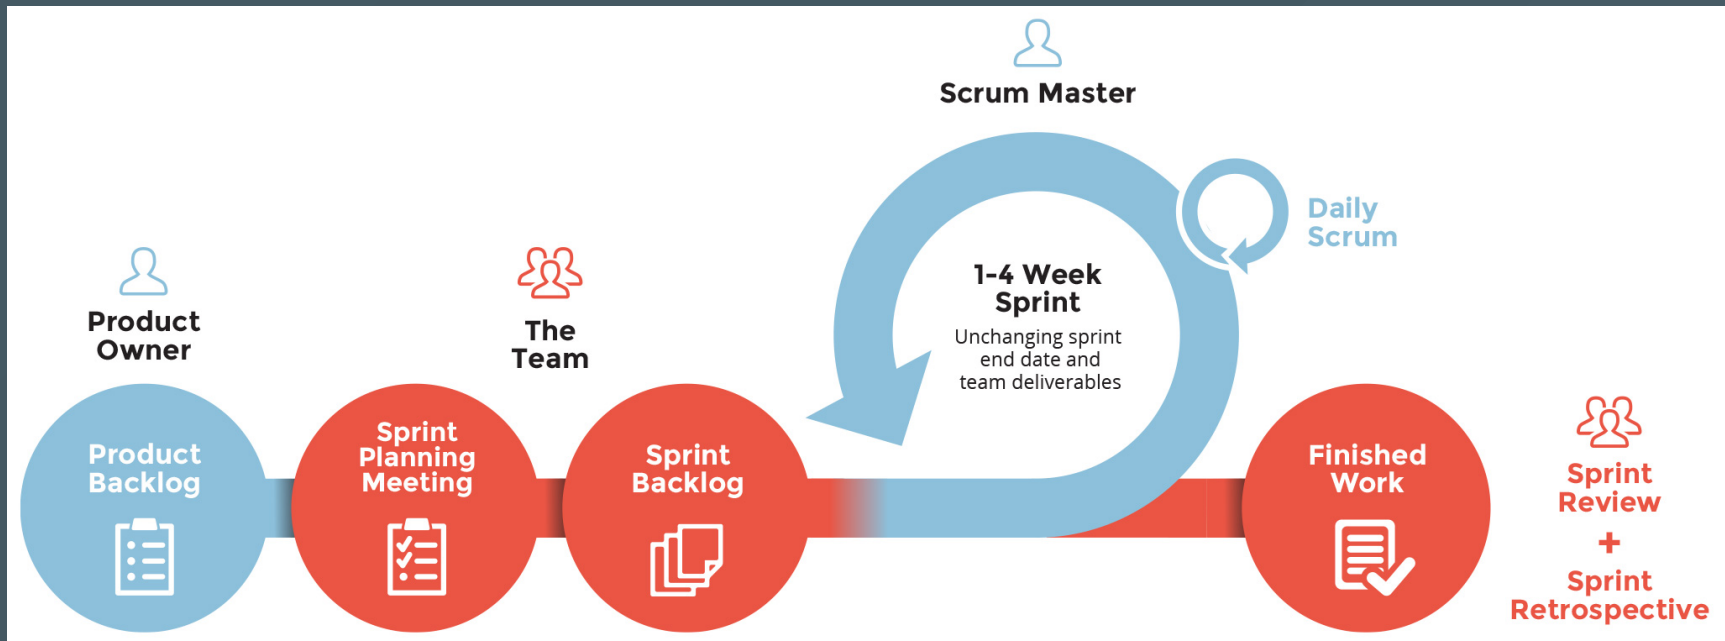 Scrum Master
Daily
Scrum
1-4 Week
Sprint
Unchanging sprint
end date and
team deliverables
Product
Owner
The
Team
Product
Backlog
Sprint
Planning
Meeting
Sprint
Backlog
Finished
Work
Sprint
Review
+
Sprint
Retrospective